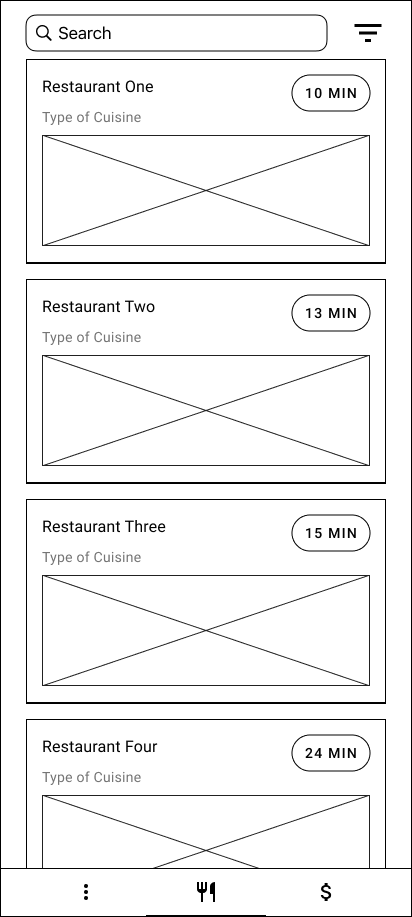 Search
Restaurant One
10 MIN
Type of Cuisine
Restaurant Two
13 MIN
Type of Cuisine
Restaurant Three
15 MIN
Type of Cuisine
Restaurant Four
24 MIN
Type of Cuisine
$